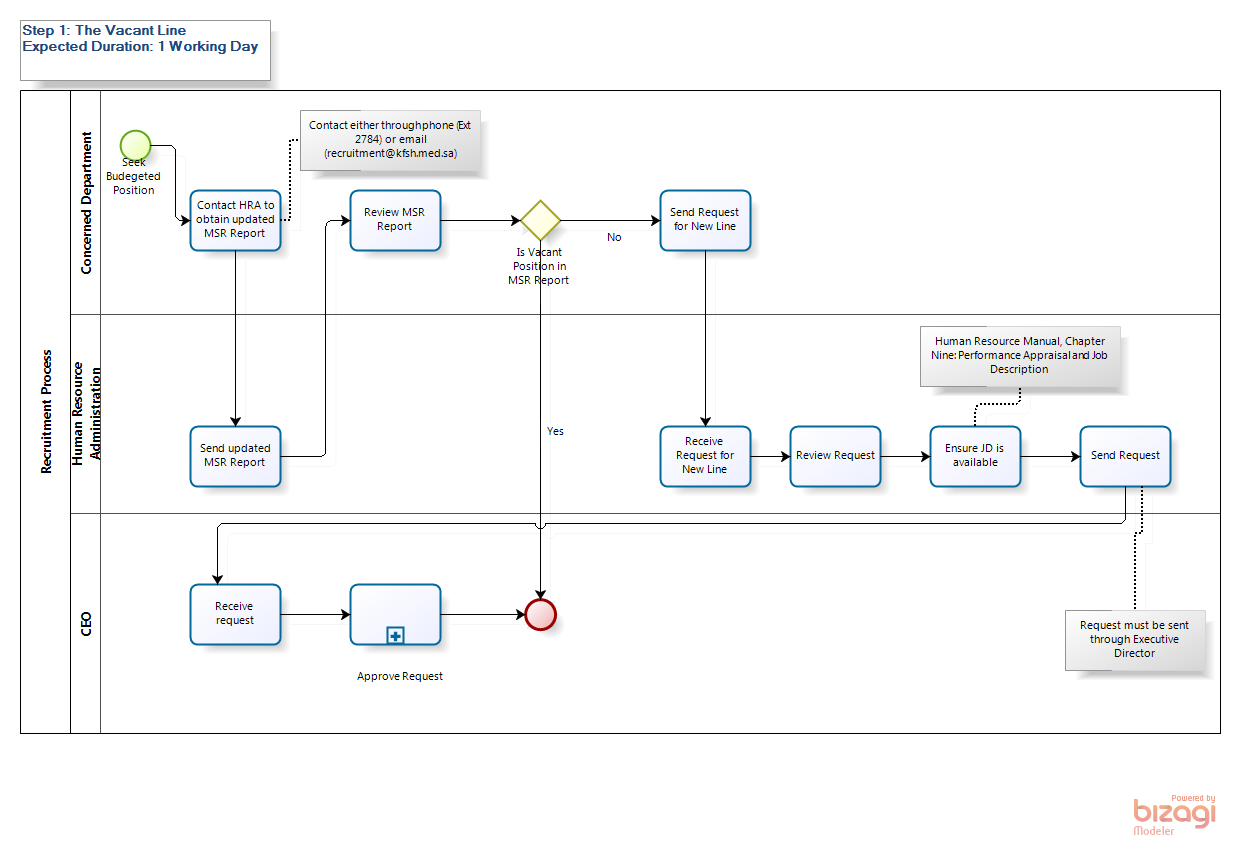 Step 1: The Vacant Line
Expected Duration: 1 Working Day
Recruitment Process
Concerned Department
Seek
Budegeted
Position
Contact either throughphone (Ext
2784) or email
(recruitment@kfsh.med.sa)
Contact HRA to
obtain updated
MSR Report
Review MSR
Report
Is Vacant
Position in
MSR Report
No
Send Request
for New Line
Human Resource
Administration
Human Resource Manual, Chapter
Nine: Performance Appraisal and Job
Description
Yes
Send updated
MSR Report
Receive
Request for
New Line
Review Request
Ensure JD is
available
Send Request
CEO
Receive
request
Approve Request
Request must be sent
through Executive
Director
Powered by
bizagi
Modeler